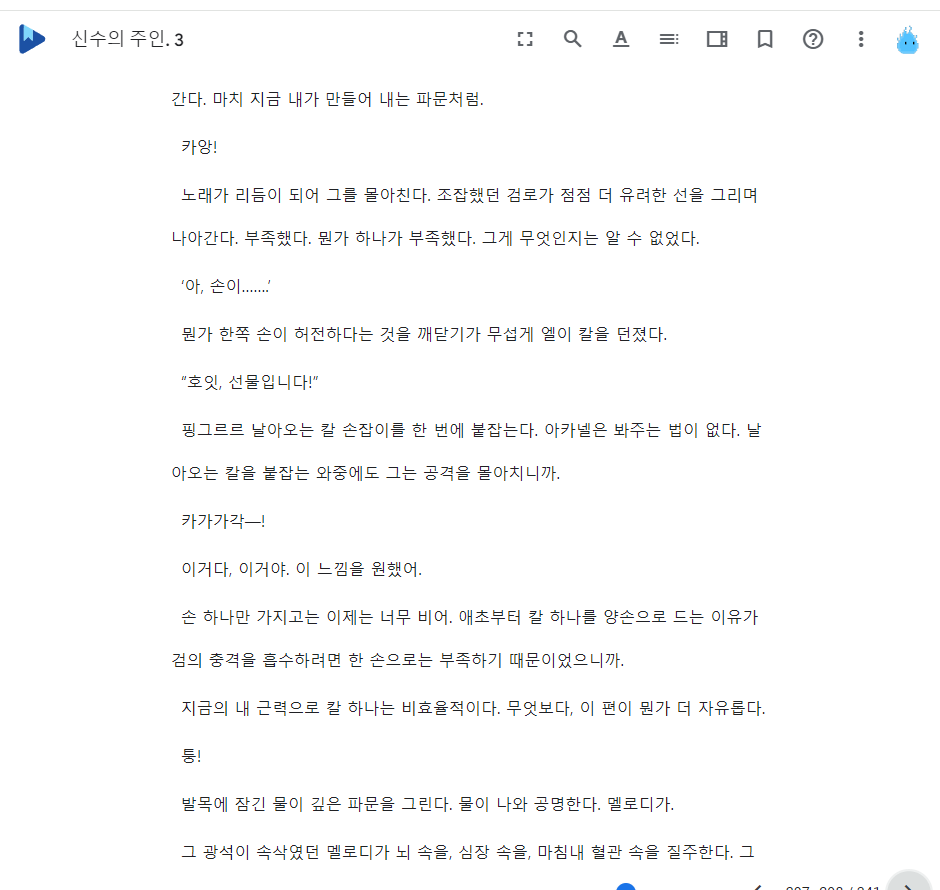 신수의 주인. 3
간다. 마치 지금 내가 만들어 내는 파문처럼.
카앙!
노래가 리듬이 되어 그를 몰아친다. 조잡했던 검로가 점점 더 유려한 선을 그리며
나아간다. 부족했다. 뭔가 하나가 부족했다. 그게 무엇인지는 알 수 없었다.
‘아, 손이…….’
뭔가 한쪽 손이 허전하다는 것을 깨닫기가 무섭게 엘이 칼을 던졌다.
“호잇, 선물입니다!”
핑그르르 날아오는 칼 손잡이를 한 번에 붙잡는다. 아카넬은 봐주는 법이 없다. 날
아오는 칼을 붙잡는 와중에도 그는 공격을 몰아치니까.
카가가각—!
이거다, 이거야. 이 느낌을 원했어.
손 하나만 가지고는 이제는 너무 비어. 애초부터 칼 하나를 양손으로 드는 이유가
검의 충격을 흡수하려면 한 손으로는 부족하기 때문이었으니까.
지금의 내 근력으로 칼 하나는 비효율적이다. 무엇보다, 이 편이 뭔가 더 자유롭다.
퉁!
발목에 잠긴 물이 깊은 파문을 그린다. 물이 나와 공명한다. 멜로디가.
그 광석이 속삭였던 멜로디가 뇌 속을, 심장 속을, 마침내 혈관 속을 질주한다. 그